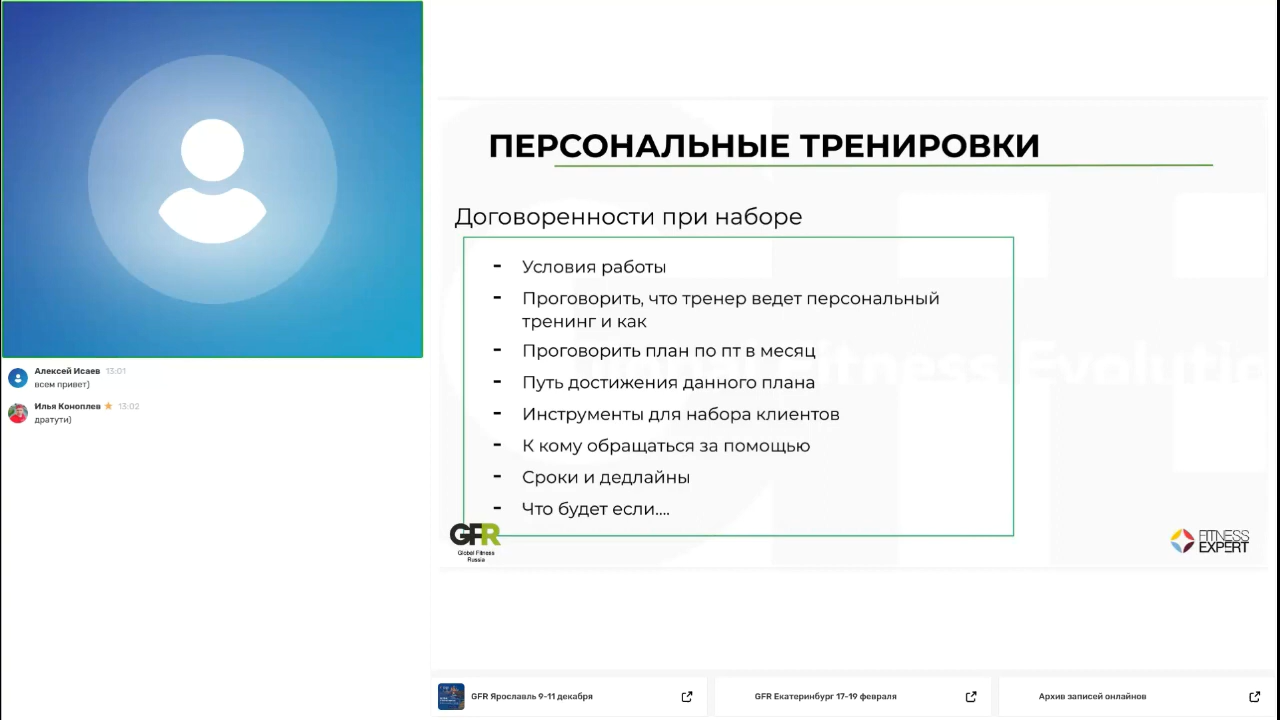 Алексей Исаев 13:01
всем привет)
Илья Коноплев 13:02
дратути)
ПЕРСОНАЛЬНЫЕ ТРЕНИРОВКИ
Договоренности при наборе
- Условия работы
- Проговорить, что тренер ведет персональный
тренинг и как
- Проговорить план по пт в месяц
- Путь достижения данного плана
- Инструменты для набора клиентов
- К кому обращаться за помощью
- Сроки и дедлайны
- Что будет если....
GFR
Global Fitness
Russia
FITNESS
EXPERT
GFR Ярославль 9-11 декабря
GFR Екатеринбург 17-19 февраля
Архив записей онлайнов